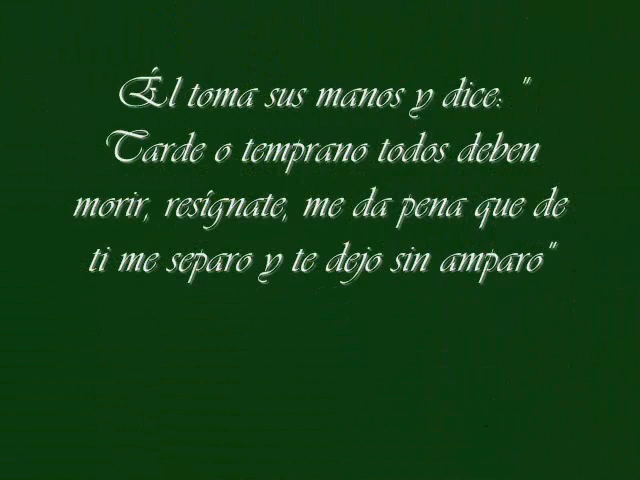 Él toma sus manos y dice: "
Tarde o temprano todos deben
morir, resígnate, me da pena que de
ti me separo y te dejo sin amparo"